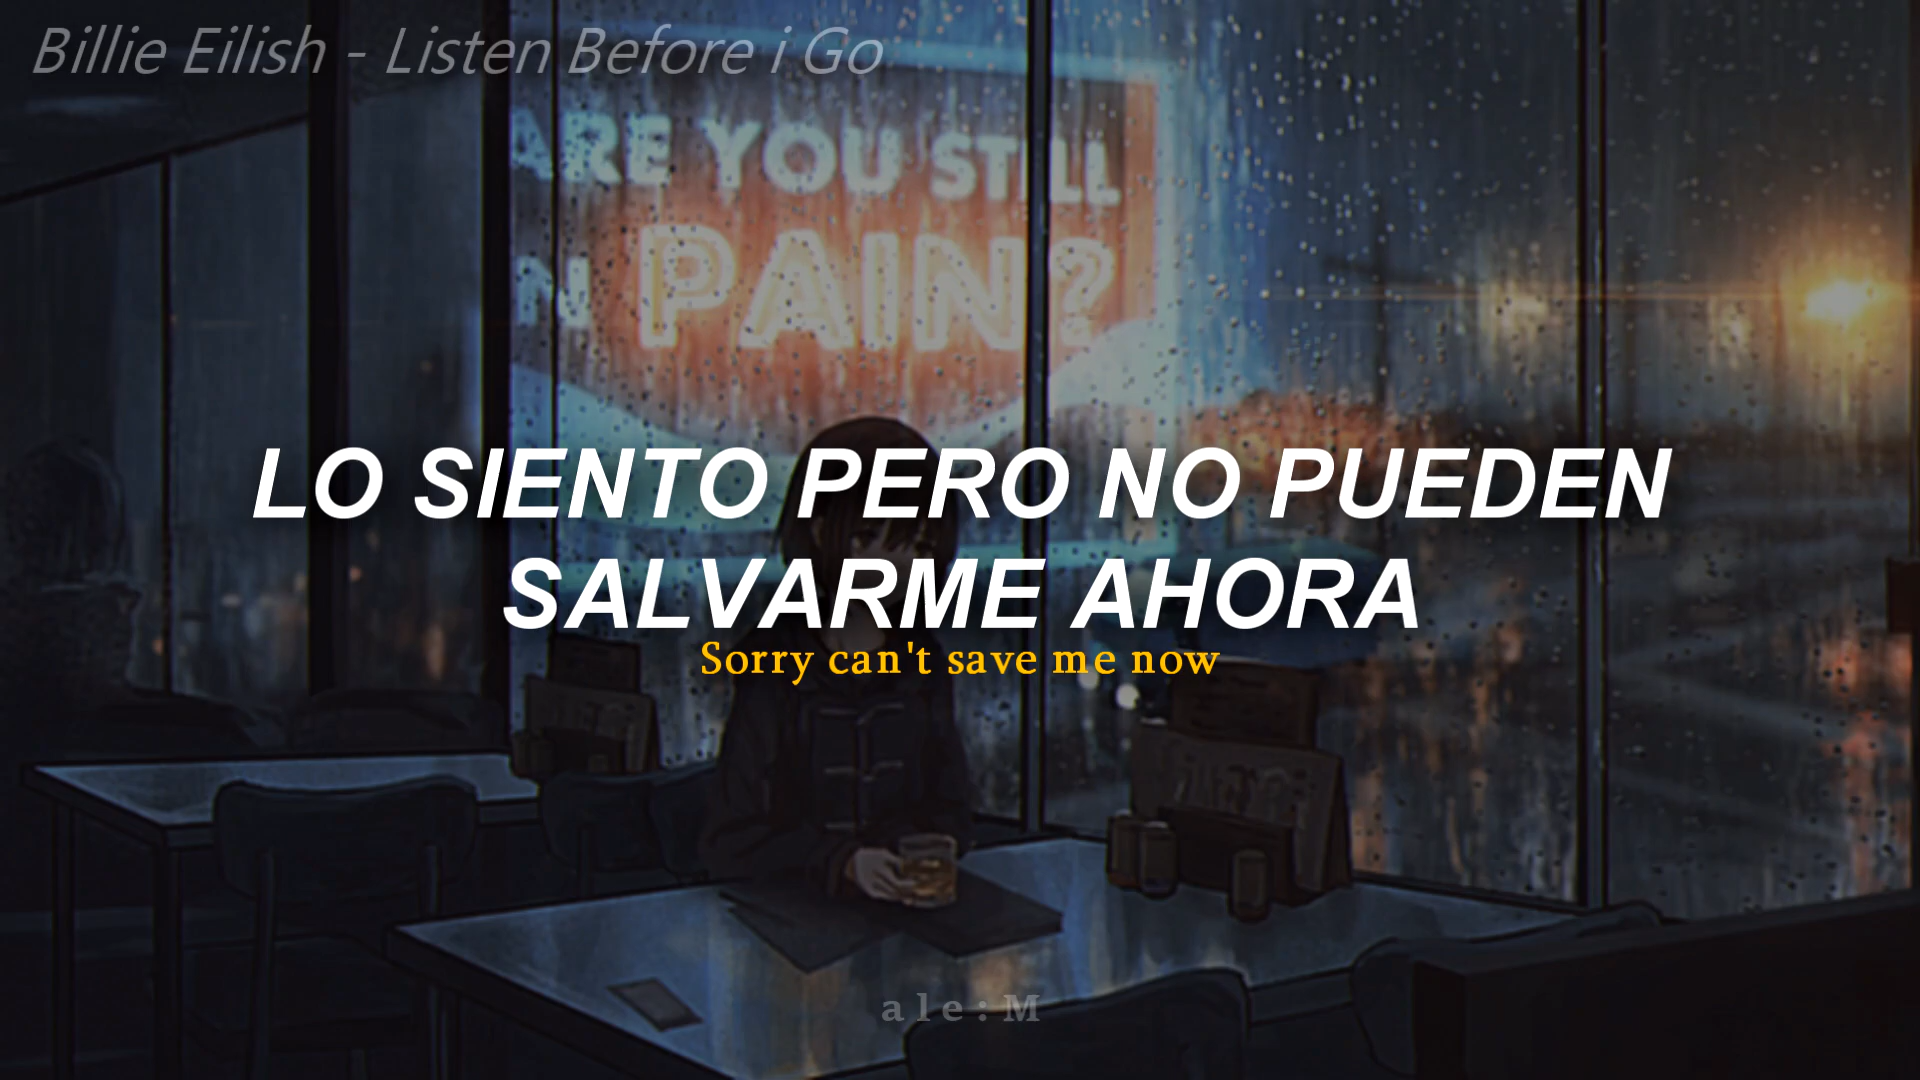 Billie Eilish - Listen Before i Go
ARE YOU STILL
IN PAIN?
LO SIENTO PERO NO PUEDEN
SALVARME AHORA
Sorry can't save me now
ale:M